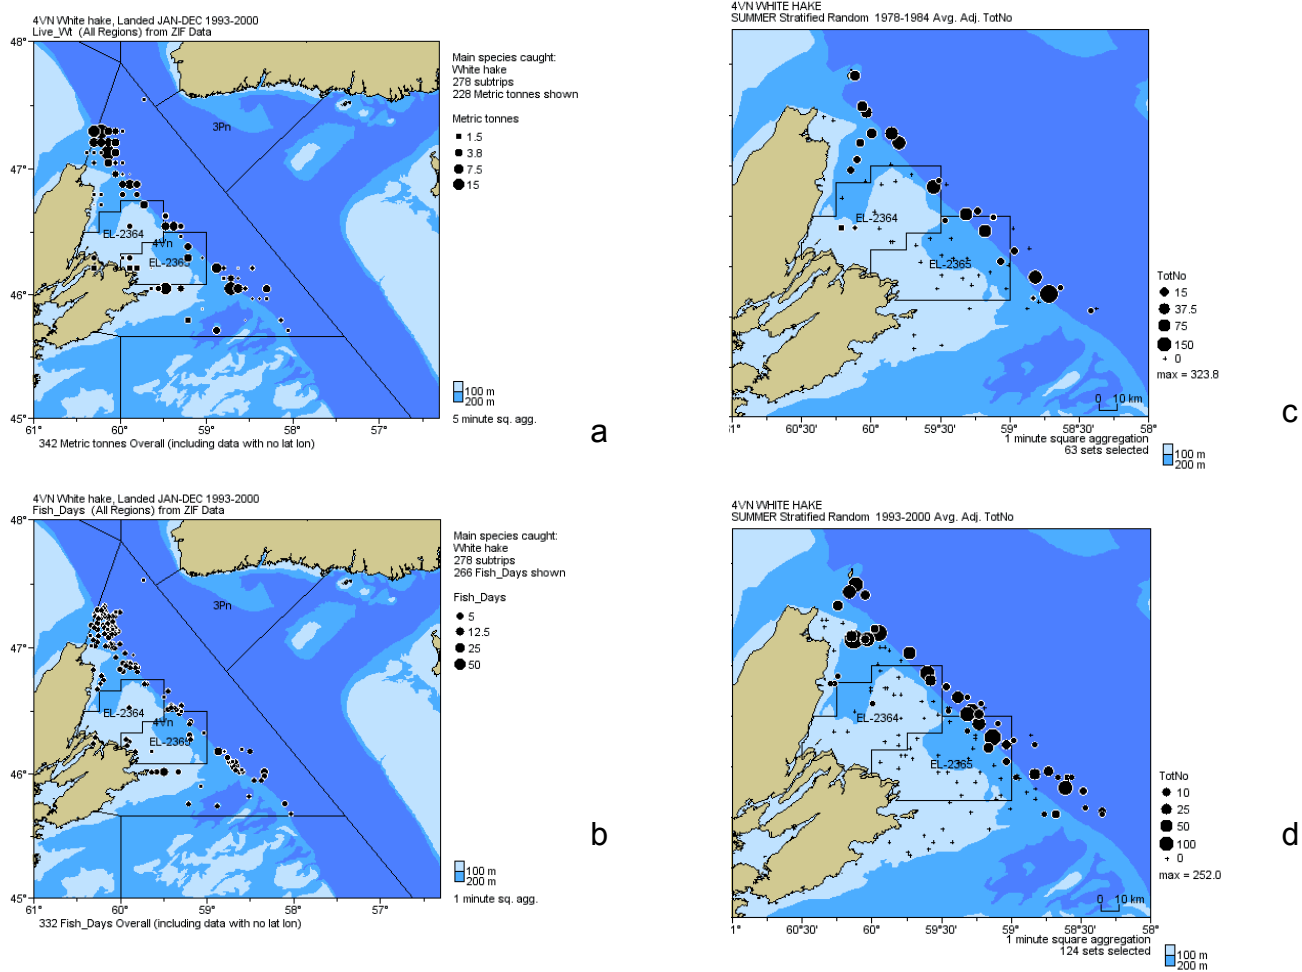 4VN White hake, Landed JAN-DEC 1993-2000
Live_Wt (All Regions) from ZIF Data
48°
47°
46°
45°
61°
60°
59°
58°
57°
3Pn
EL-2364
4Vn
EL-2365
Main species caught:
White hake
278 subtrips
228 Metric tonnes shown
Metric tonnes
1.5
3.8
7.5
15
100 m
200 m
5 minute sq. agg.
342 Metric tonnes Overall (including data with no lat lon)
a
4VN WHITE HAKE
SUMMER Stratified Random 1978-1984 Avg. Adj. TotNo
EL-2364
EL-2365
TotNo
15
37.5
75
150
0
max = 323.8
0 10 km
1°
60°30'
60°
59°30'
59°
58°30'
58°
1 minute square aggregation
63 sets selected
100 m
200 m
c
4VN White hake, Landed JAN-DEC 1993-2000
Fish_Days (All Regions) from ZIF Data
48°
47°
46°
45°
61°
60°
59°
58°
57°
3Pn
EL-2364
4Vn
EL-2365
Main species caught:
White hake
278 subtrips
266 Fish_Days shown
Fish_Days
5
12.5
25
50
100 m
200 m
1 minute sq. agg.
332 Fish_Days Overall (including data with no lat lon)
b
4VN WHITE HAKE
SUMMER Stratified Random 1993-2000 Avg. Adj. TotNo
EL-2364
EL-2365
TotNo
10
25
50
100
0
max = 252.0
0 10 km
1°
60°30'
60°
59°30'
59°
58°30'
58°
1 minute square aggregation
124 sets selected
100 m
200 m
d